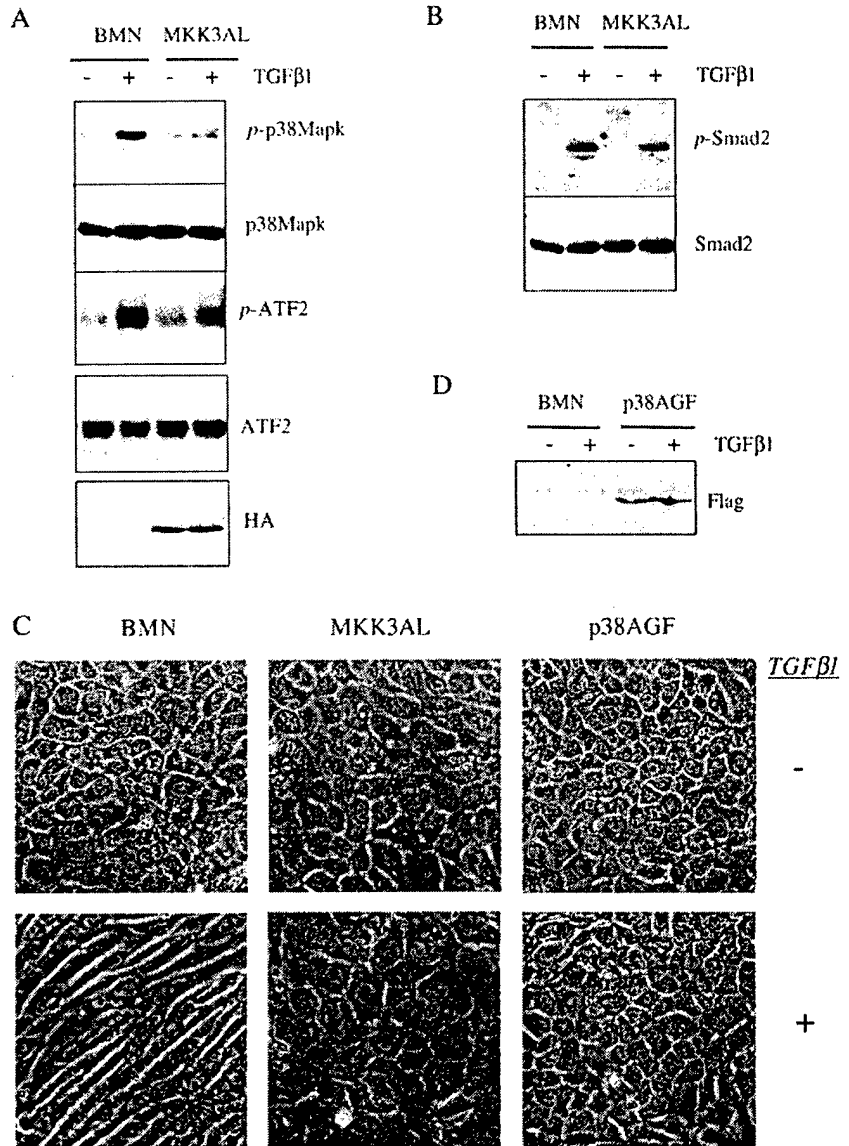 A
BMN MKK3AL
- + - + TGFβ1
p-p38Mapk
p38Mapk
p-ATF2
ATF2
HA
B
BMN MKK3AL
- + - + TGFβ1
p-Smad2
Smad2
D
BMN p38AGF
- + - + TGFβ1
Flag
C BMN MKK3AL p38AGF
TGFβ1
-
+